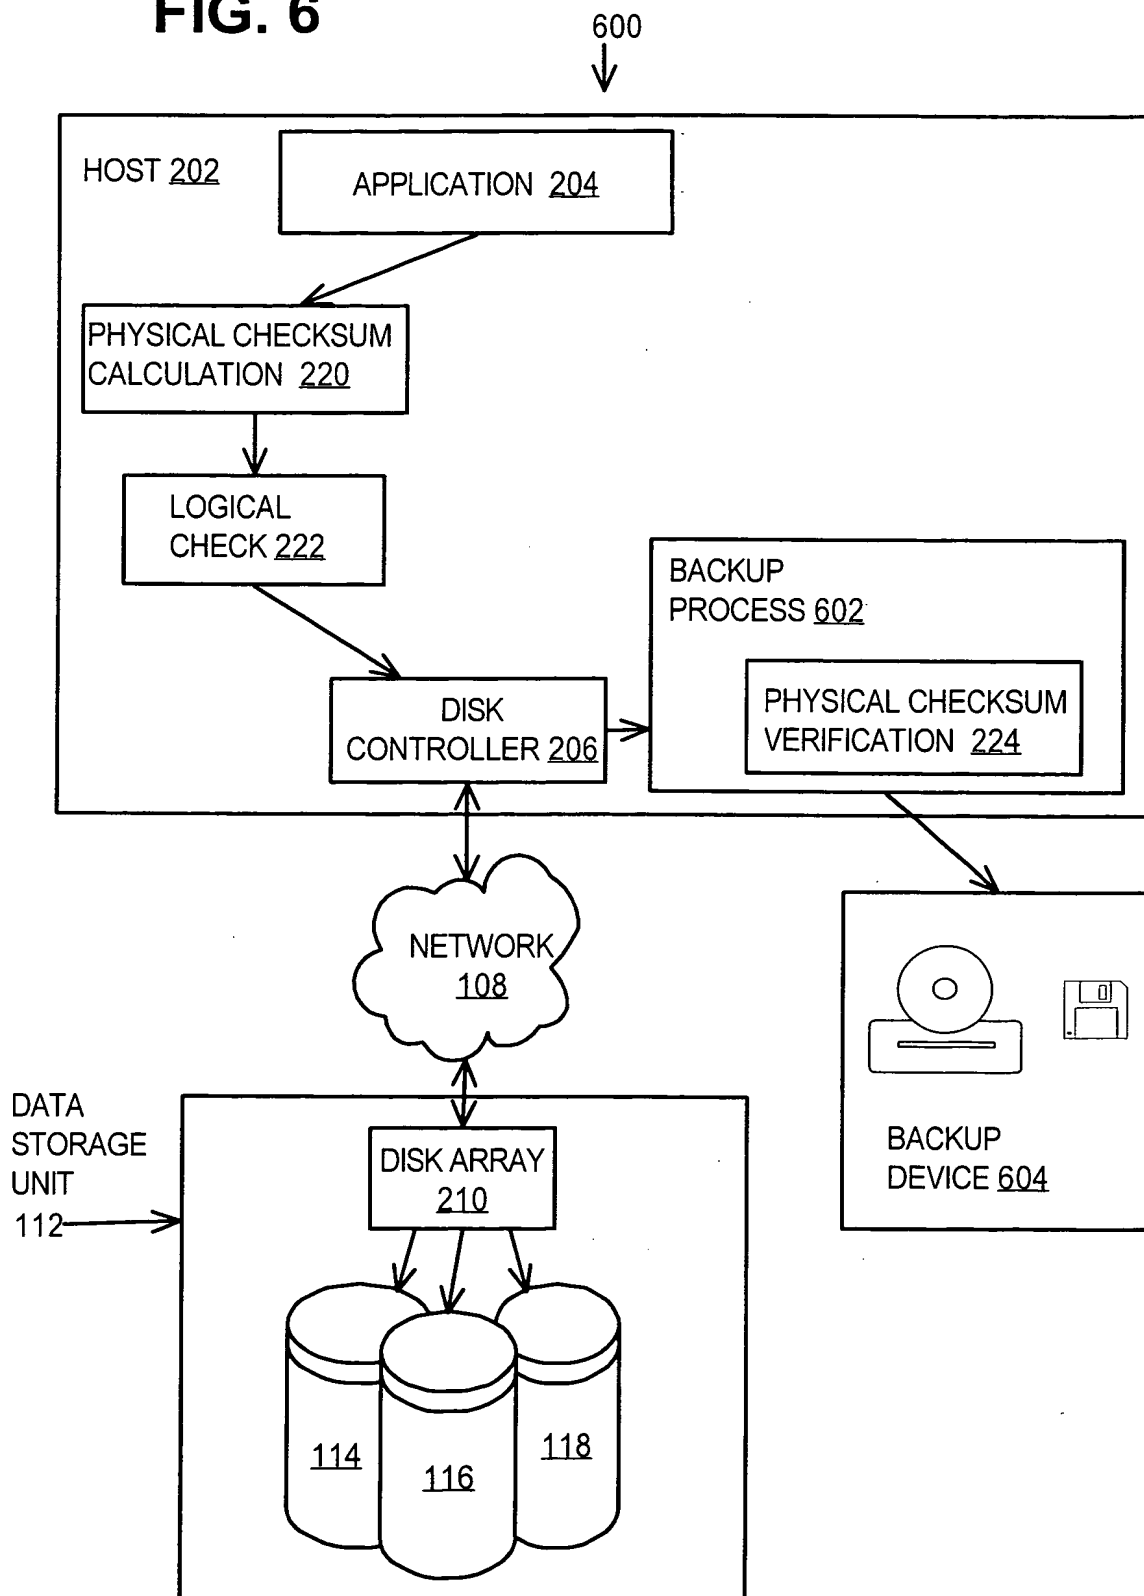 FIG. 6
600
HOST 202
APPLICATION 204
PHYSICAL CHECKSUM
CALCULATION 220
LOGICAL
CHECK 222
BACKUP
PROCESS 602
PHYSICAL CHECKSUM
VERIFICATION 224
DISK
CONTROLLER 206
NETWORK
108
DATA
STORAGE
UNIT
112
DISK ARRAY
210
BACKUP
DEVICE 604
114
116
118